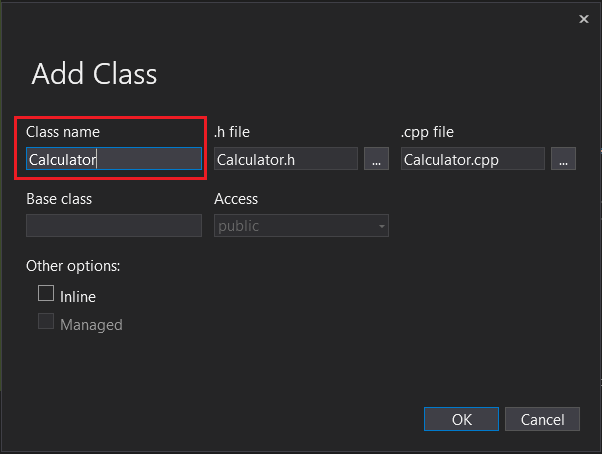 Add Class
Class name .h file .cpp file
Calculator Calculator.h ... Calculator.cpp ...
Base class Access
public
Other options:
Inline
Managed
OK Cancel